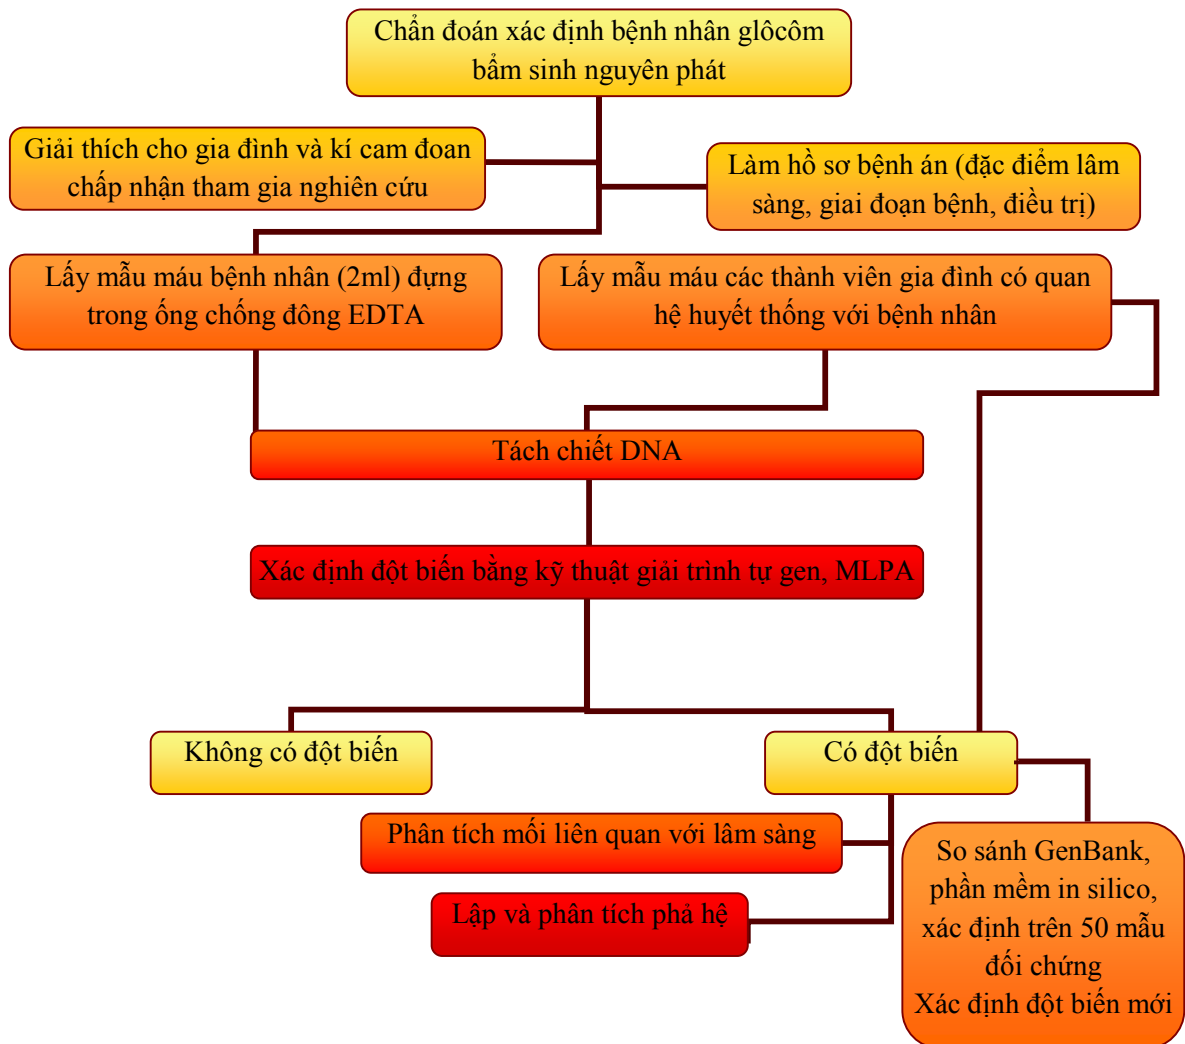 Chẩn đoán xác định bệnh nhân glôcôm
bẩm sinh nguyên phát
Giải thích cho gia đình và kí cam đoan
chấp nhận tham gia nghiên cứu
Làm hồ sơ bệnh án (đặc điểm lâm
sàng, giai đoạn bệnh, điều trị)
Lấy mẫu máu bệnh nhân (2ml) đựng
trong ống chống đông EDTA
Lấy mẫu máu các thành viên gia đình có quan
hệ huyết thống với bệnh nhân
Tách chiết DNA
Xác định đột biến bằng kỹ thuật giải trình tự gen, MLPA
Không có đột biến
Có đột biến
Phân tích mối liên quan với lâm sàng
Lập và phân tích phả hệ
So sánh GenBank,
phần mềm in silico,
xác định trên 50 mẫu
đối chứng
Xác định đột biến mới